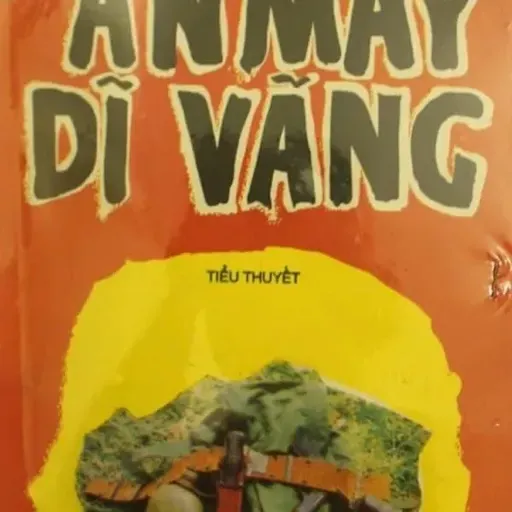 ĂN MÀY
DĨ VÃNG
TIỂU THUYẾT